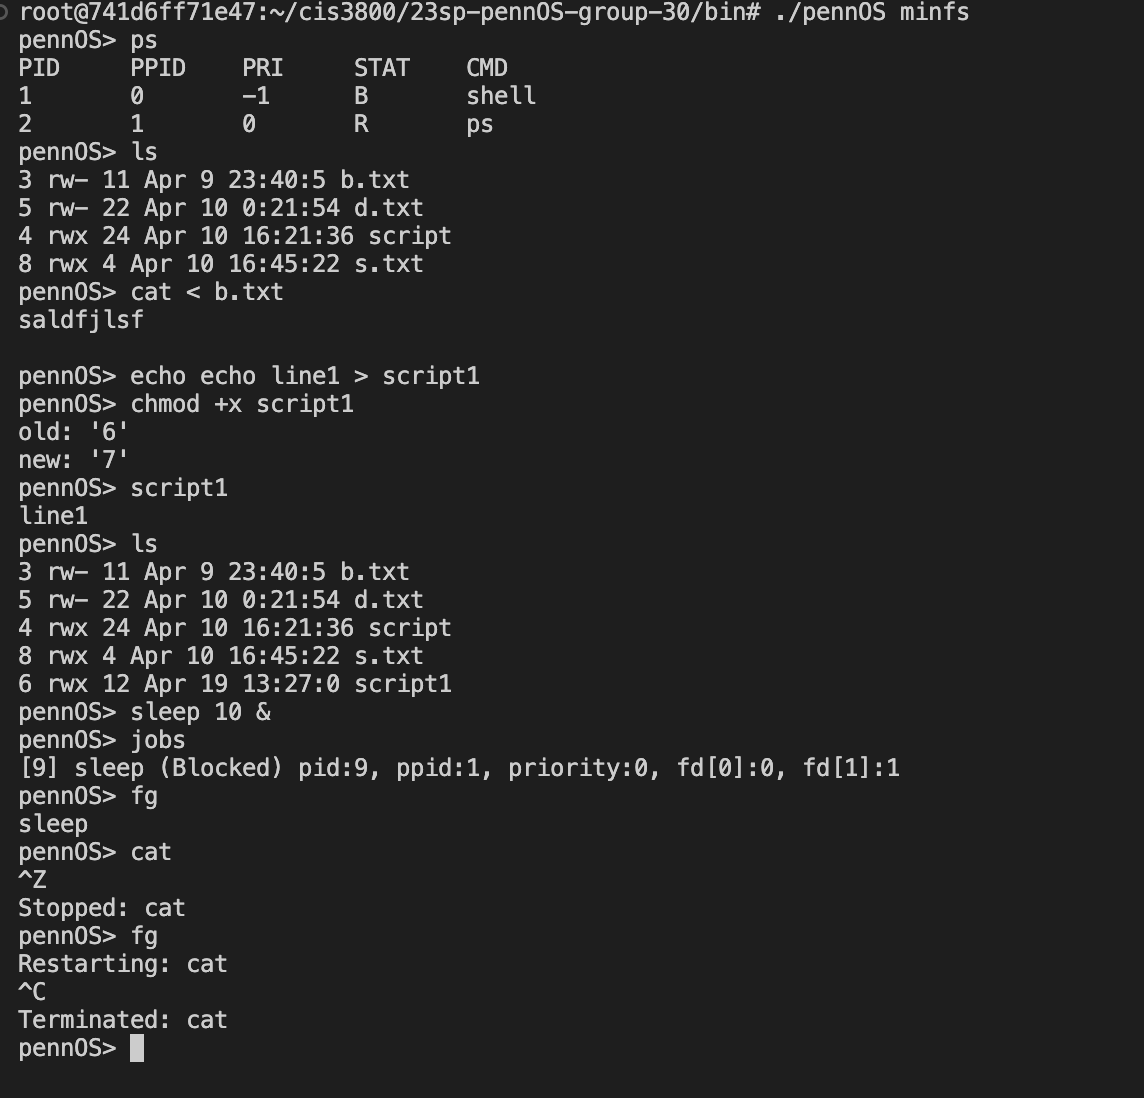 root@741d6ff71e47:~/cis3800/23sp-pennOS-group-30/bin# ./pennOS minfs
pennOS> ps
PID PPID PRI STAT CMD
1 0 -1 B shell
2 1 0 R ps
pennOS> ls
3 rw- 11 Apr 9 23:40:5 b.txt
5 rw- 22 Apr 10 0:21:54 d.txt
4 rwx 24 Apr 10 16:21:36 script
8 rwx 4 Apr 10 16:45:22 s.txt
pennOS> cat < b.txt
saldfjlsf

pennOS> echo echo line1 > script1
pennOS> chmod +x script1
old: '6'
new: '7'
pennOS> script1
line1
pennOS> ls
3 rw- 11 Apr 9 23:40:5 b.txt
5 rw- 22 Apr 10 0:21:54 d.txt
4 rwx 24 Apr 10 16:21:36 script
8 rwx 4 Apr 10 16:45:22 s.txt
6 rwx 12 Apr 19 13:27:0 script1
pennOS> sleep 10 &
pennOS> jobs
[9] sleep (Blocked) pid:9, ppid:1, priority:0, fd[0]:0, fd[1]:1
pennOS> fg
sleep
pennOS> cat
^Z
Stopped: cat
pennOS> fg
Restarting: cat
^C
Terminated: cat
pennOS>